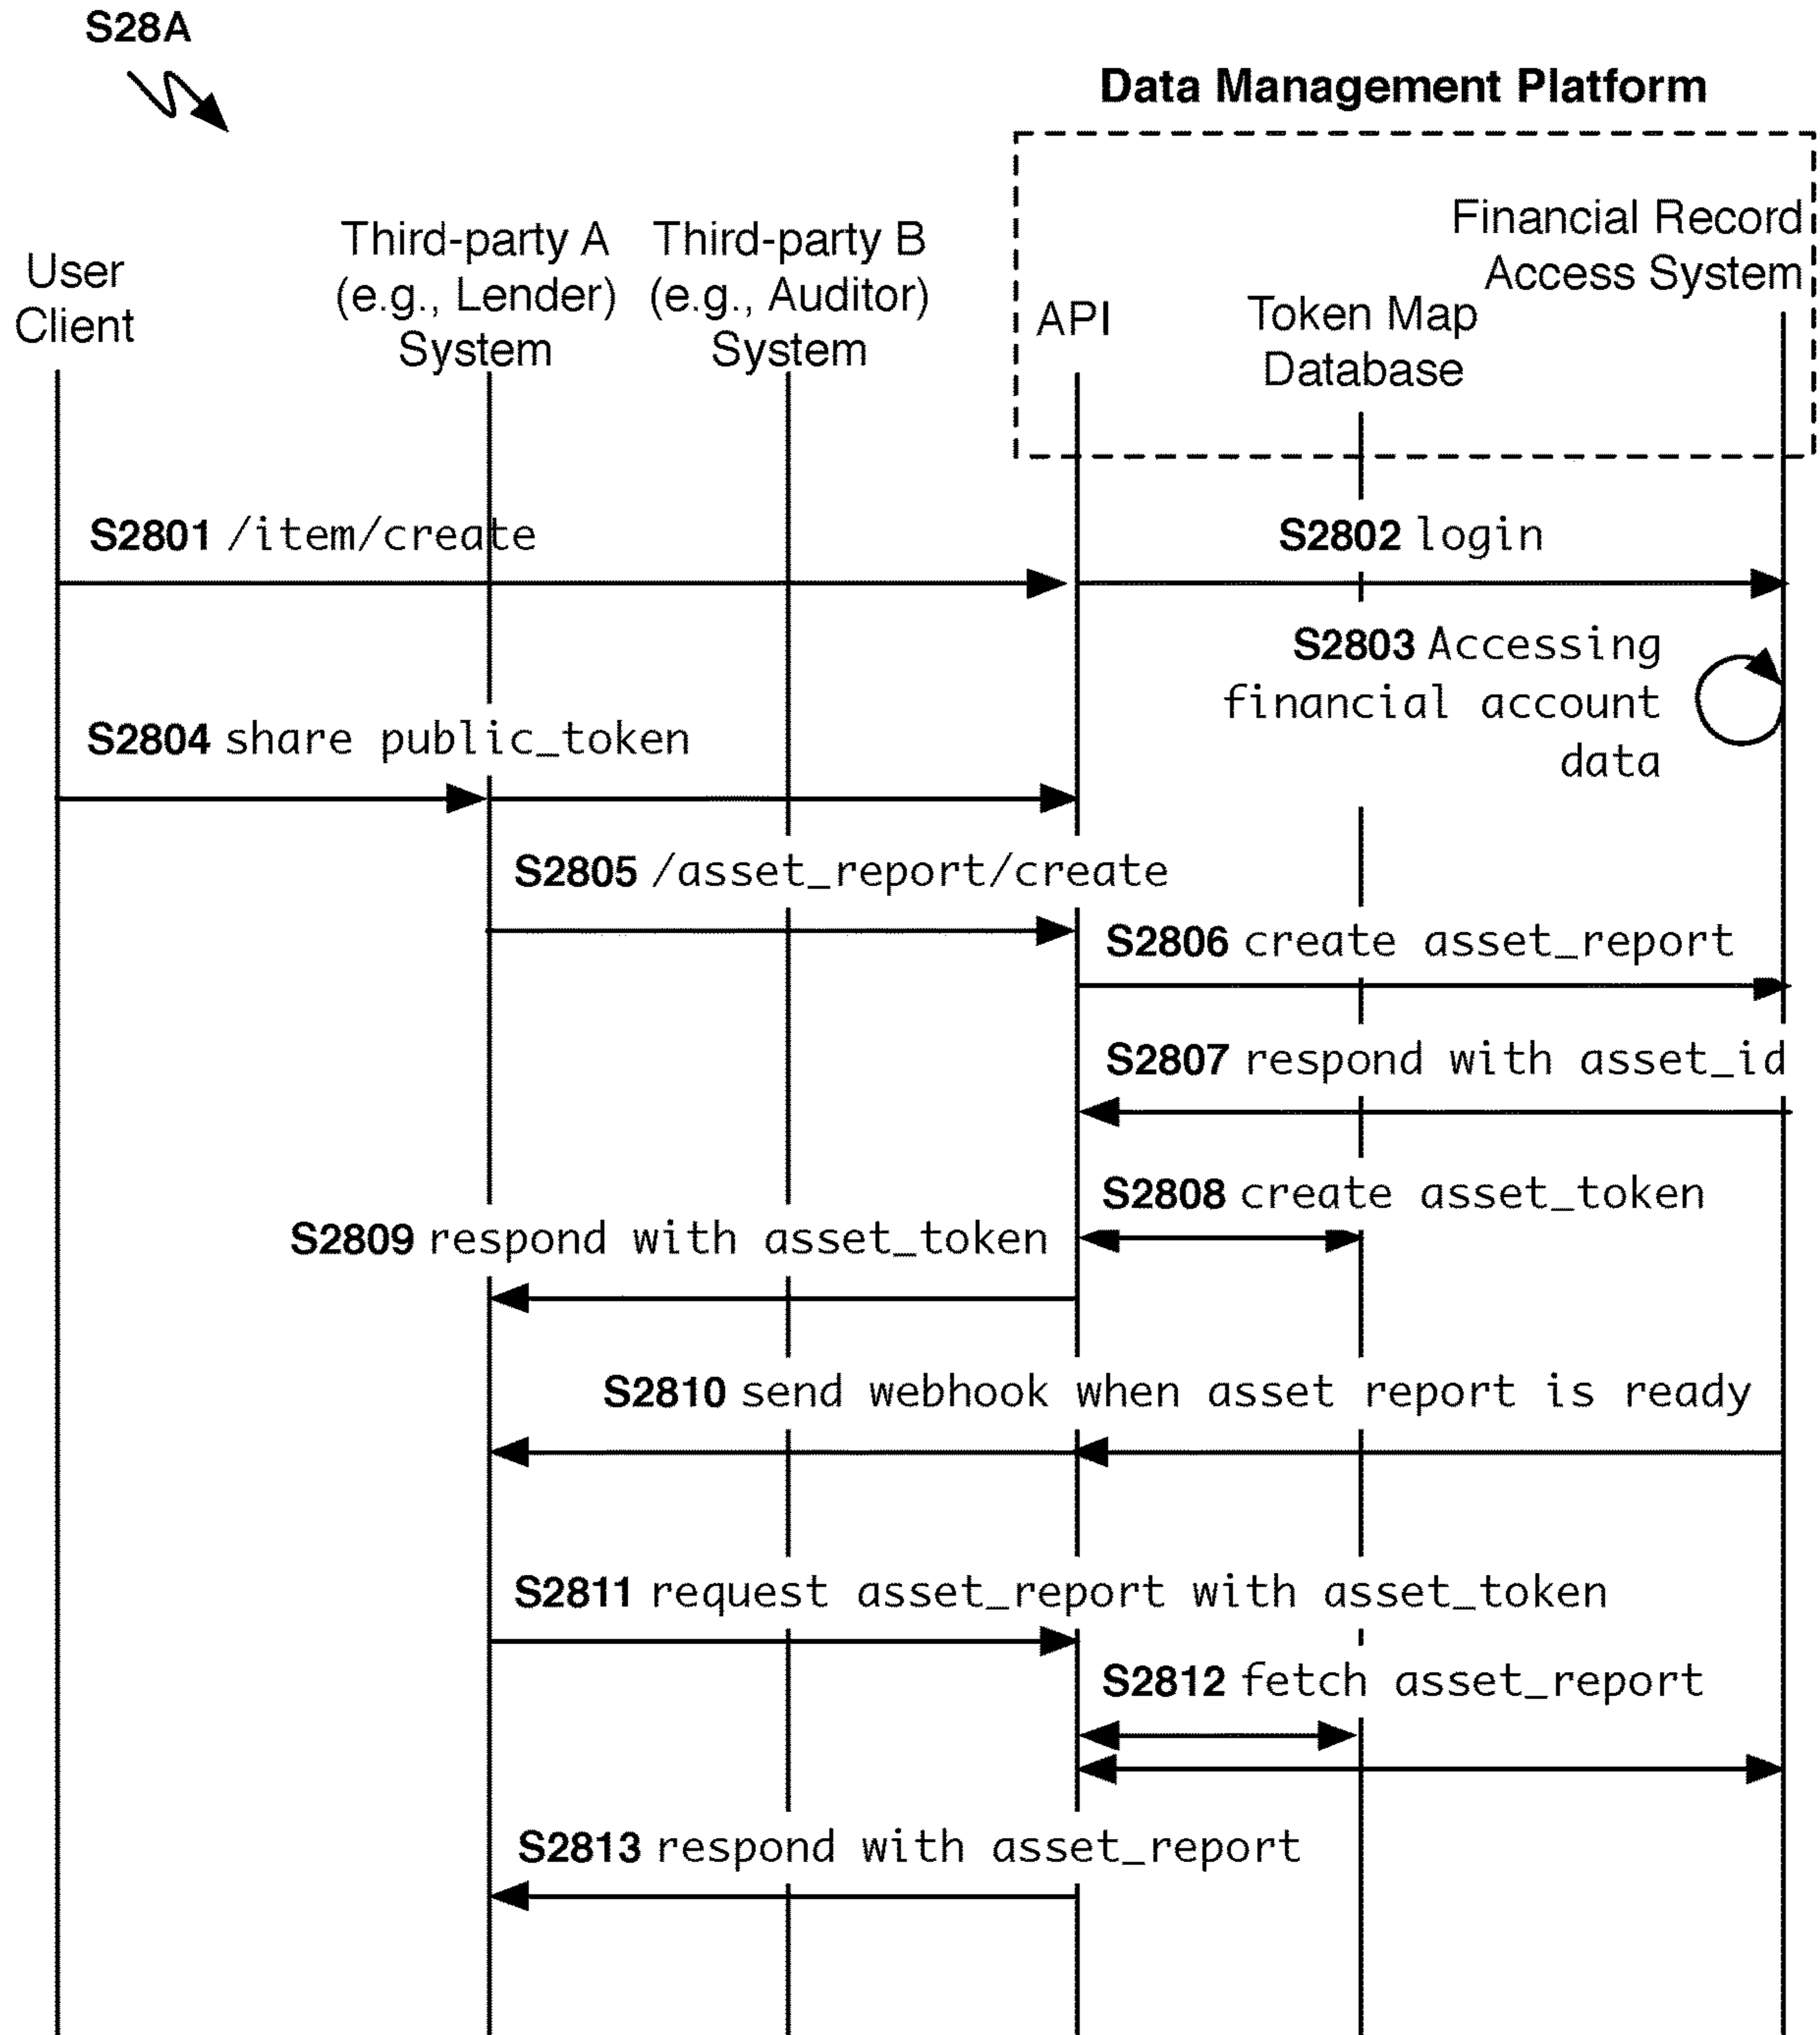 S28A
Data Management Platform
User
Client
Third-party A
(e.g., Lender)
System
Third-party B
(e.g., Auditor)
System
API
Token Map
Database
Financial Record
Access System
S2801 /item/create
S2802 login
S2803 Accessing
financial account
data
S2804 share public_token
S2805 /asset_report/create
S2806 create asset_report
S2807 respond with asset_id
S2808 create asset_token
S2809 respond with asset_token
S2810 send webhook when asset report is ready
S2811 request asset_report with asset_token
S2812 fetch asset_report
S2813 respond with asset_report